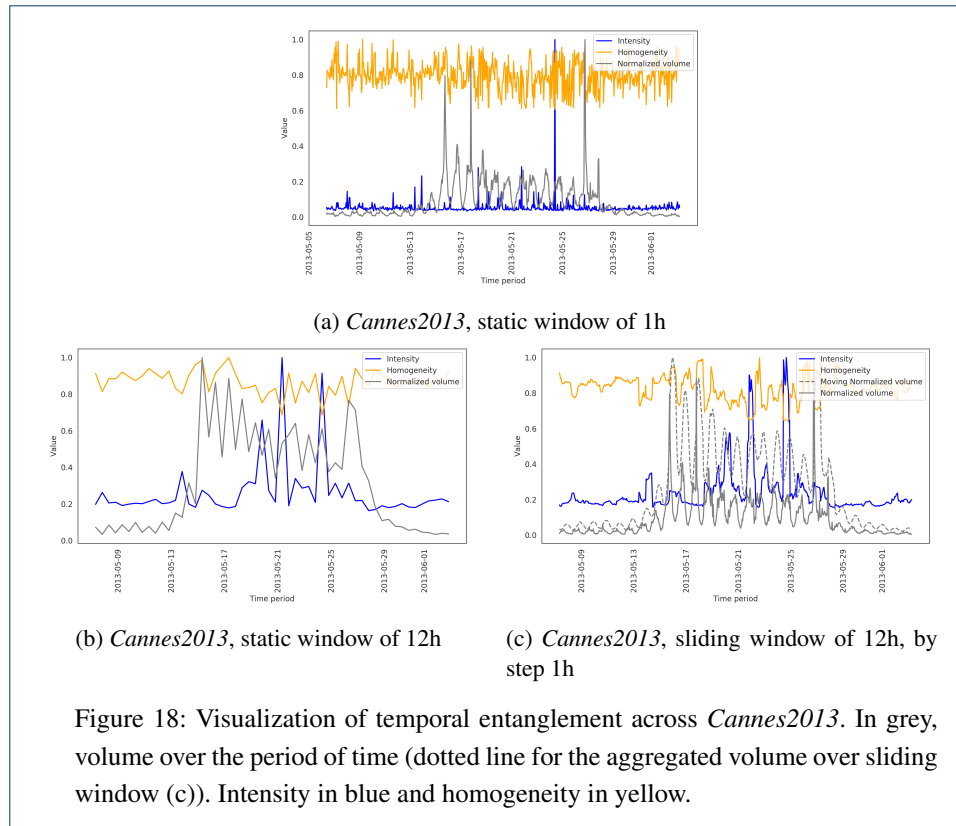 Intensity
Homogeneity
Normalized volume
1.0
0.8
0.6
0.4
0.2
0.0
Value
2013-05-05
2013-05-09
2013-05-13
2013-05-17
2013-05-21
2013-05-25
2013-05-29
2013-06-01
Time period
(a) Cannes2013, static window of 1h
Intensity
Homogeneity
Normalized volume
1.0
0.8
0.6
0.4
0.2
0.0
Value
2013-05-09
2013-05-13
2013-05-17
2013-05-21
2013-05-25
2013-05-29
2013-06-01
Time period
(b) Cannes2013, static window of 12h
Intensity
Homogeneity
Moving Normalized volume
Normalized volume
1.0
0.8
0.6
0.4
0.2
0.0
Value
2013-05-09
2013-05-13
2013-05-17
2013-05-21
2013-05-25
2013-05-29
2013-06-01
Time period
(c) Cannes2013, sliding window of 12h, by
step 1h
Figure 18: Visualization of temporal entanglement across Cannes2013. In grey,
volume over the period of time (dotted line for the aggregated volume over sliding
window (c)). Intensity in blue and homogeneity in yellow.